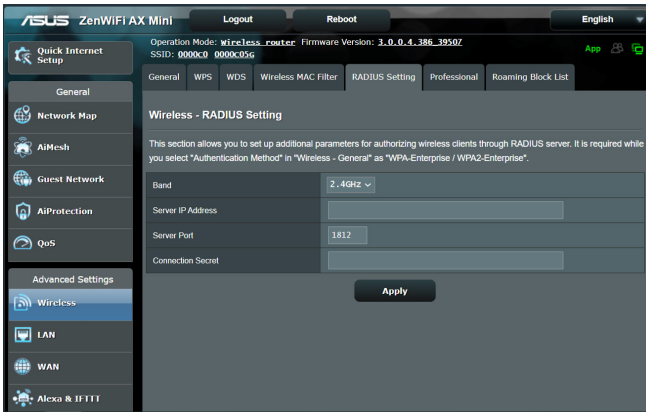 ASUS ZenWiFi AX Mini Logout Reboot English
Quick Internet Setup
Operation Mode: Wireless router Firmware Version: 3.0.0.4.386_39507
SSID: 0000C0 0000C05G
App
General WPS WDS Wireless MAC Filter RADIUS Setting Professional Roaming Block List
General
Network Map
AiMesh
Guest Network
AiProtection
QoS
Advanced Settings
Wireless
LAN
WAN
Alexa & IFTTT
Wireless - RADIUS Setting
This section allows you to set up additional parameters for authorizing wireless clients through RADIUS server. It is required while
you select "Authentication Method" in "Wireless - General" as "WPA-Enterprise / WPA2-Enterprise".
Band 2.4GHz
Server IP Address
Server Port 1812
Connection Secret
Apply